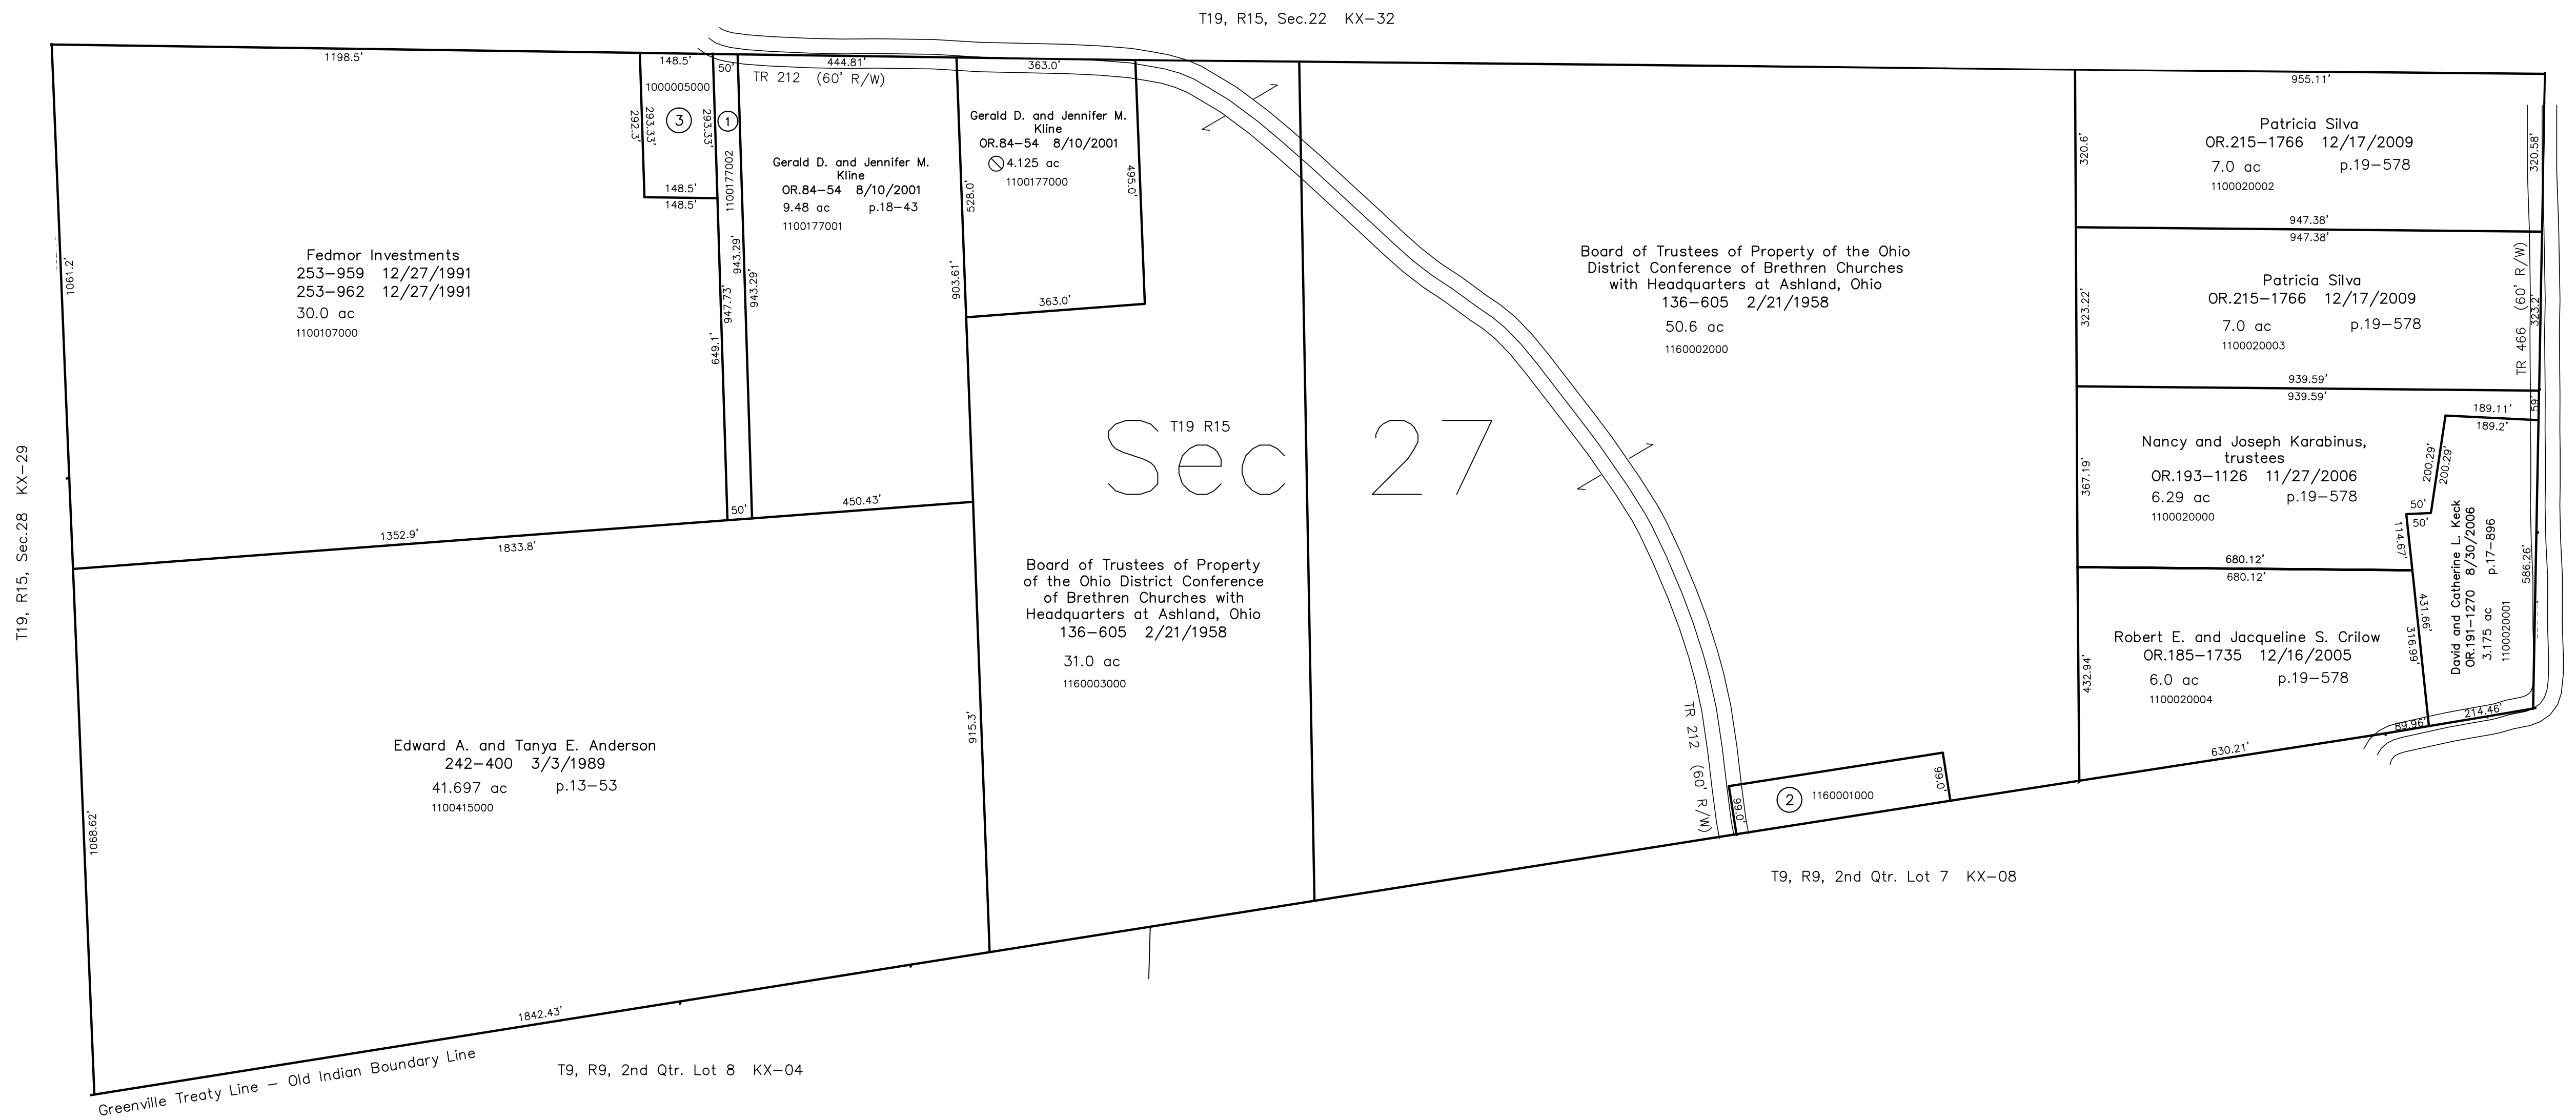 T19, R15, Sec.22 KX-32
1198.5'
148.5'
50'
444.81'
TR 212 (60' R/W)
363.0'
955.11'
1000005000
3
292.3'
293.33'
293.33'
148.5'
148.5'
1
1100177002
943.29'
943.29'
947.73'
649.1'
50'
Gerald D. and Jennifer M.
Kline
OR.84-54 8/10/2001
9.48 ac p.18-43
1100177001
903.61'
450.43'
Gerald D. and Jennifer M.
Kline
OR.84-54 8/10/2001
4.125 ac
1100177000
528.0'
495.0'
363.0'
Fedmor Investments
253-959 12/27/1991
253-962 12/27/1991
30.0 ac
1100107000
1061.2'
T19, R15, Sec.28 KX-29
1352.9'
1833.8'
T19 R15
Sec 27
Board of Trustees of Property of the Ohio
District Conference of Brethren Churches
with Headquarters at Ashland, Ohio
136-605 2/21/1958
50.6 ac
1160002000
Patricia Silva
OR.215-1766 12/17/2009
7.0 ac p.19-578
1100020002
320.6'
320.58'
947.38'
947.38'
Patricia Silva
OR.215-1766 12/17/2009
7.0 ac p.19-578
1100020003
323.22'
323.2'
TR 466 (60' R/W)
939.59'
939.59'
59'
189.11'
189.2'
Nancy and Joseph Karabinus,
trustees
OR.193-1126 11/27/2006
6.29 ac p.19-578
1100020000
367.19'
200.29'
200.29'
50'
50'
114.67'
680.12'
680.12'
David and Catherine L. Keck
OR.191-1270 8/30/2006
3.175 ac p.17-896
1100020001
586.26'
431.66'
316.99'
Robert E. and Jacqueline S. Crilow
OR.185-1735 12/16/2005
6.0 ac p.19-578
1100020004
432.94'
89.96'
214.46'
630.21'
Board of Trustees of Property
of the Ohio District Conference
of Brethren Churches with
Headquarters at Ashland, Ohio
136-605 2/21/1958
31.0 ac
1160003000
915.3'
Edward A. and Tanya E. Anderson
242-400 3/3/1989
41.697 ac p.13-53
1100415000
1068.62'
TR 212 (60' R/W)
99.0'
2
1160001000
99.0'
T9, R9, 2nd Qtr. Lot 7 KX-08
1842.43'
Greenville Treaty Line - Old Indian Boundary Line
T9, R9, 2nd Qtr. Lot 8 KX-04